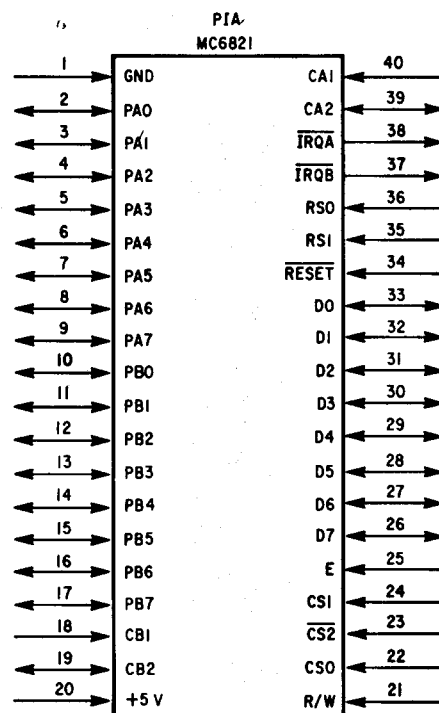 PIA
MC6821
1 GND CA1 40
2 PA0 CA2 39
3 PA1 I̅R̅Q̅A̅ 38
4 PA2 I̅R̅Q̅B̅ 37
5 PA3 RS0 36
6 PA4 RS1 35
7 PA5 R̅E̅S̅E̅T̅ 34
8 PA6 D0 33
9 PA7 D1 32
10 PB0 D2 31
11 PB1 D3 30
12 PB2 D4 29
13 PB3 D5 28
14 PB4 D6 27
15 PB5 D7 26
16 PB6 E 25
17 PB7 CS1 24
18 CB1 C̅S̅2̅ 23
19 CB2 CS0 22
20 +5 V R/W 21